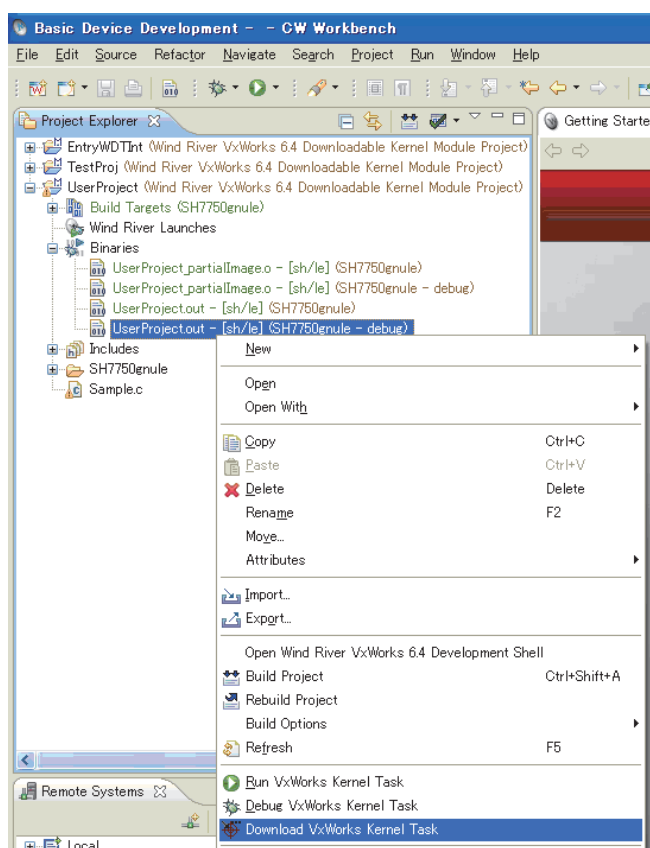 Basic Device Development - - CW Workbench
File Edit Source Refactor Navigate Search Project Run Window Help
Project Explorer
Getting Starte
EntryWDTInt (Wind River VxWorks 6.4 Downloadable Kernel Module Project)
TestProj (Wind River VxWorks 6.4 Downloadable Kernel Module Project)
UserProject (Wind River VxWorks 6.4 Downloadable Kernel Module Project)
Build Targets (SH7750gnule)
Wind River Launches
Binaries
UserProject_partialImage.o - [sh/le] (SH7750gnule)
UserProject_partialImage.o - [sh/le] (SH7750gnule - debug)
UserProject.out - [sh/le] (SH7750gnule)
UserProject.out - [sh/le] (SH7750gnule - debug)
Includes
SH7750gnule
Sample.c
New
Open
Open With
Copy Ctrl+C
Paste Ctrl+V
Delete Delete
Rename F2
Move...
Attributes
Import...
Export...
Open Wind River VxWorks 6.4 Development Shell
Build Project Ctrl+Shift+A
Rebuild Project
Build Options
Refresh F5
Run VxWorks Kernel Task
Debug VxWorks Kernel Task
Download VxWorks Kernel Task
Remote Systems
Local